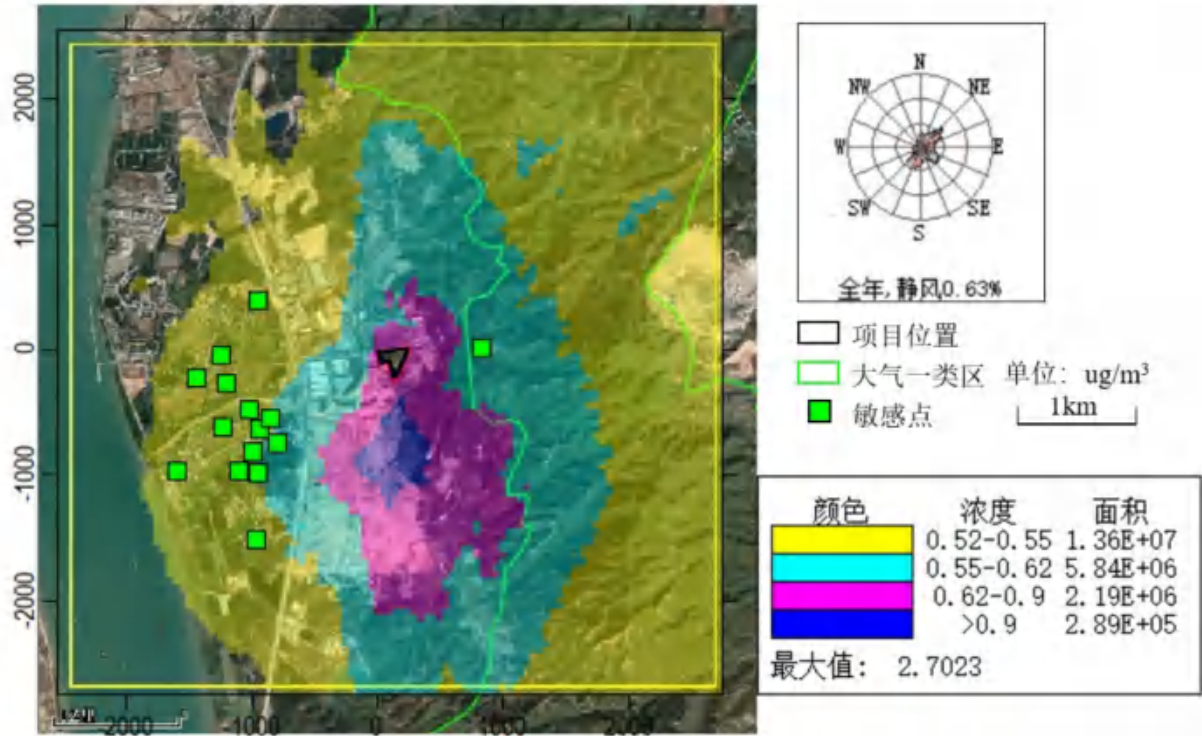 2000
1000
0
-1000
-2000
-2000
-1000
0
1000
2000
N
NW
NE
W
E
SW
SE
S
全年,静风0.63%
项目位置
大气一类区 单位: ug/m³
敏感点 1km
颜色 浓度 面积
0.52-0.55 1.36E+07
0.55-0.62 5.84E+06
0.62-0.9 2.19E+06
>0.9 2.89E+05
最大值: 2.7023